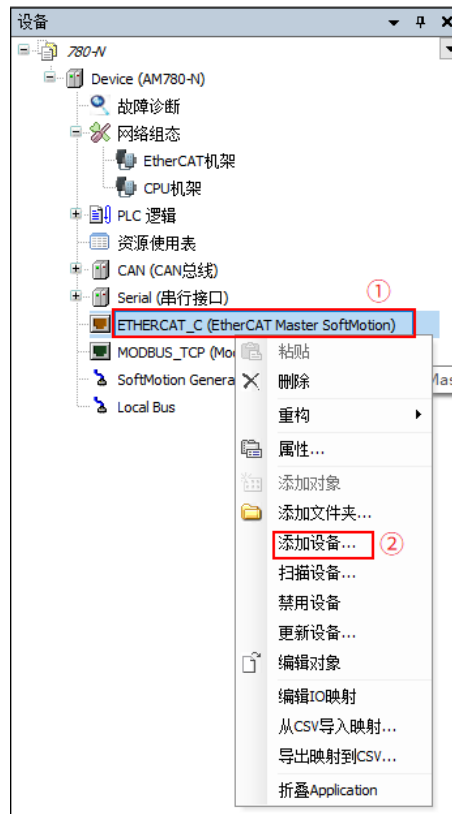 设备
780-N
Device (AM780-N)
故障诊断
网络组态
EtherCAT机架
CPU机架
PLC 逻辑
资源使用表
CAN (CAN总线)
①
Serial (串行接口)
ETHERCAT_C (EtherCAT Master SoftMotion)
MODBUS_TCP (Mo
粘贴
SoftMotion Genera
删除
Mas
Local Bus
重构
属性...
添加对象
添加文件夹...
添加设备... ②
扫描设备...
禁用设备
更新设备...
编辑对象
编辑IO映射
从CSV导入映射...
导出映射到CSV...
折叠Application